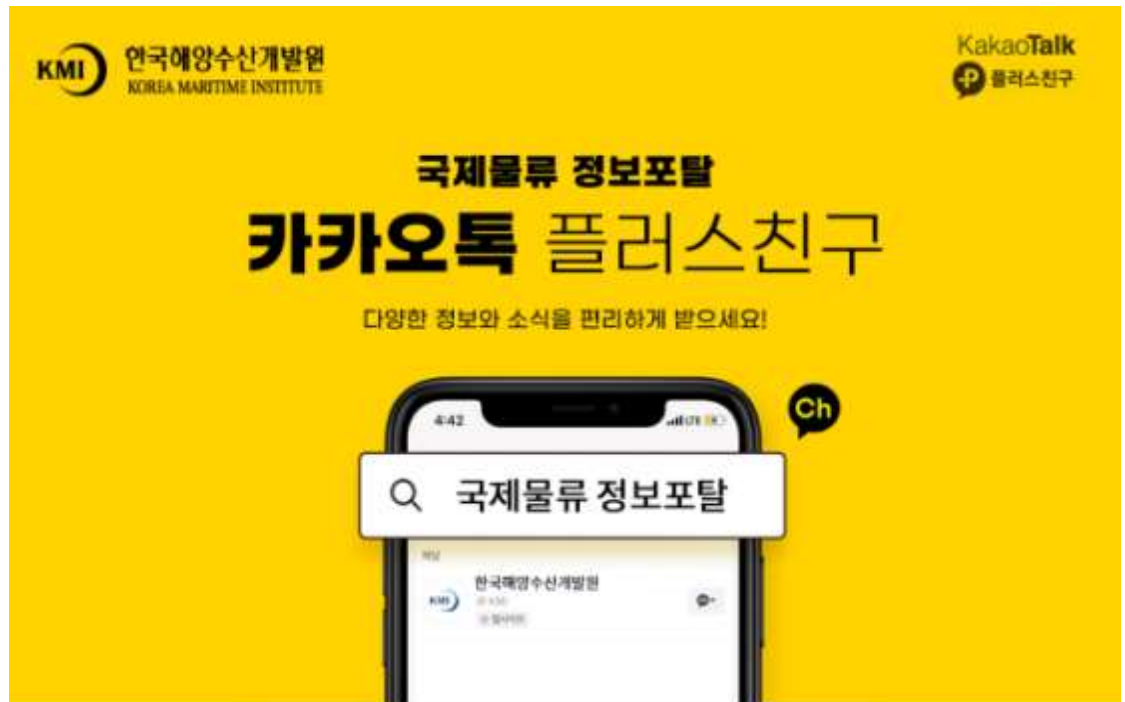 KMI 한국해양수산개발원
KOREA MARITIME INSTITUTE
KakaoTalk
플러스친구
국제물류 정보포탈
카카오톡 플러스친구
다양한 정보와 소식을 편리하게 받으세요!
4:42
LTE
Ch
국제물류 정보포탈
채널
한국해양수산개발원
KMI